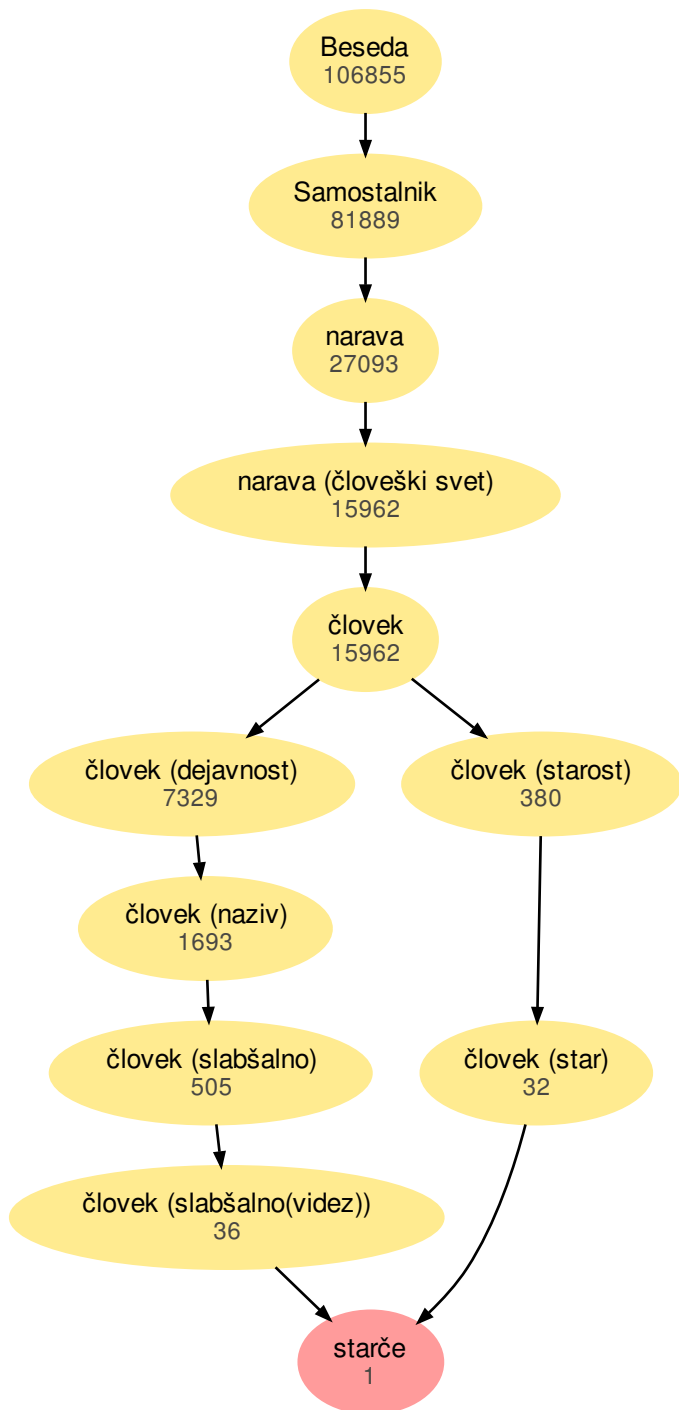 Beseda
106855
Samostalnik
81889
narava
27093
narava (človeški svet)
15962
človek
15962
človek (dejavnost)
7329
človek (starost)
380
človek (naziv)
1693
človek (slabšalno)
505
človek (star)
32
človek (slabšalno(videz))
36
starče
1